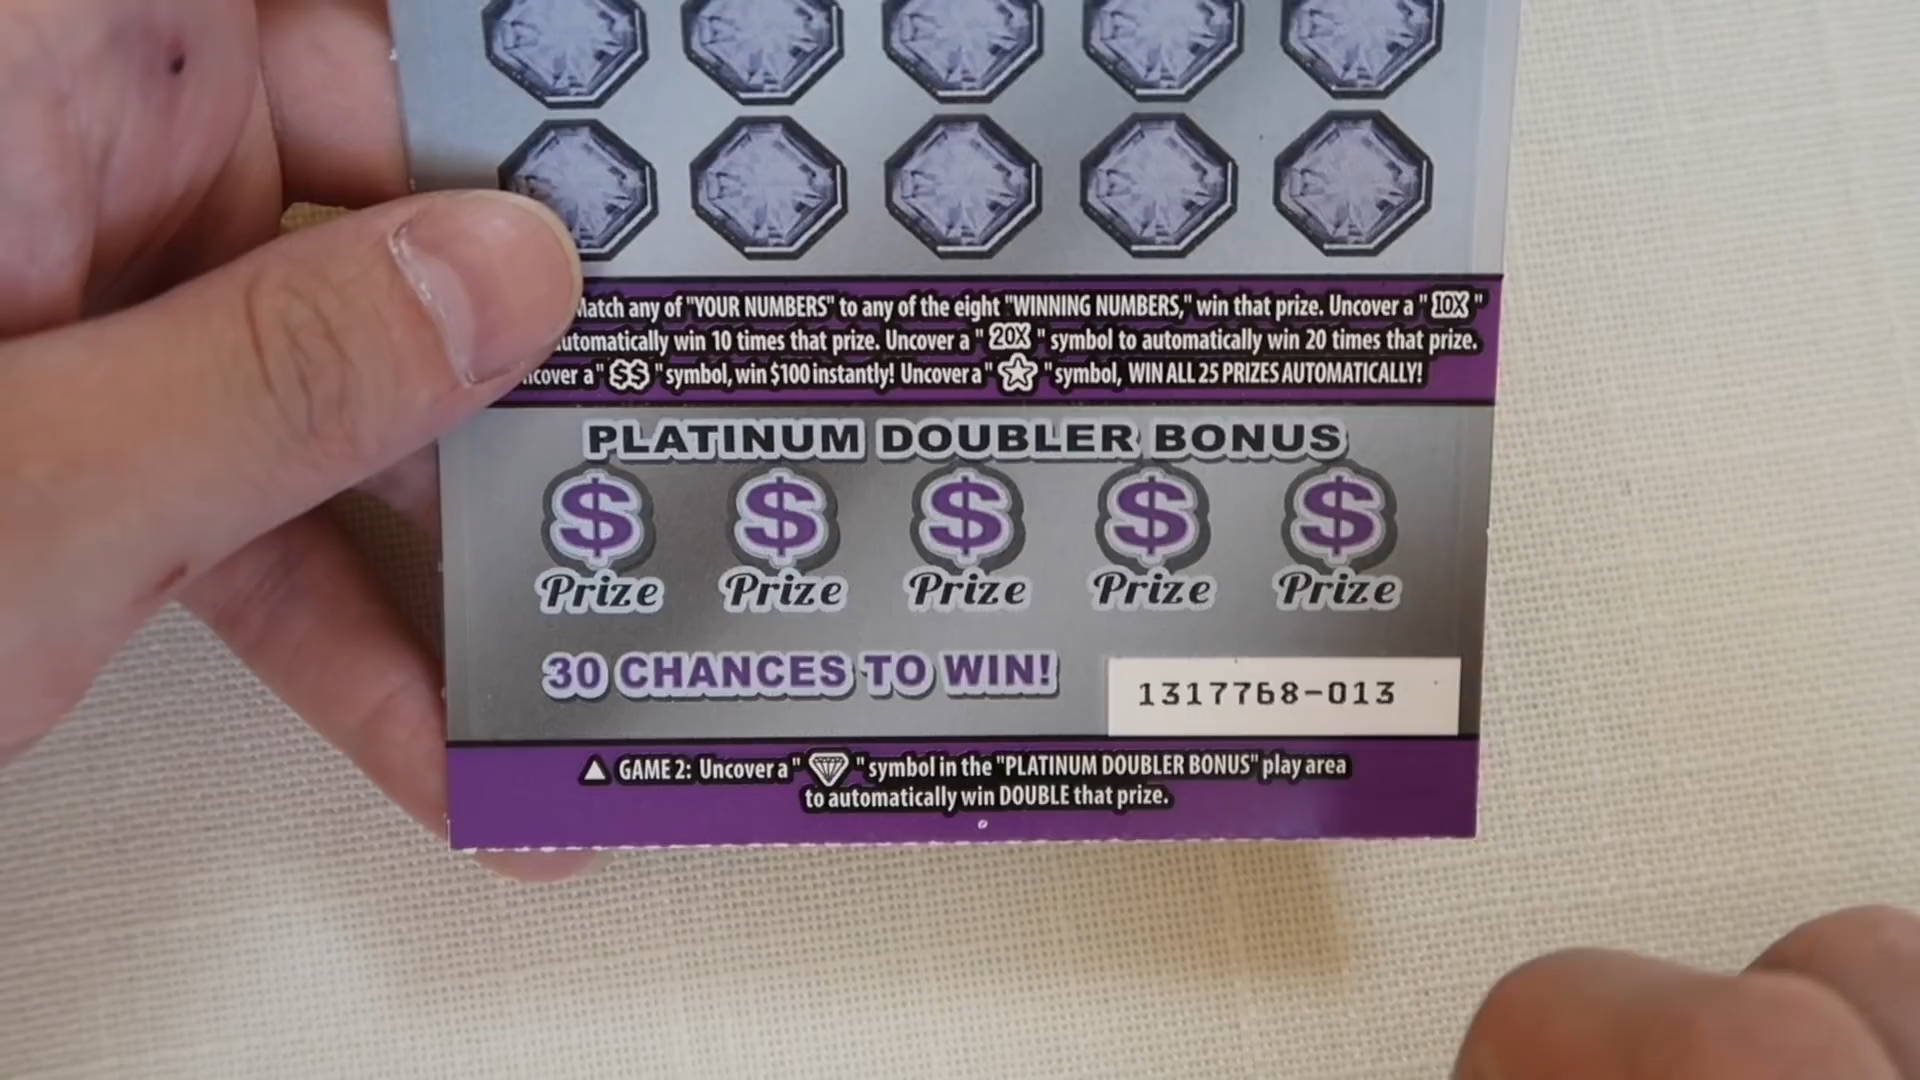 Match any of "YOUR NUMBERS" to any of the eight "WINNING NUMBERS," win that prize. Uncover a "10X"
win 10 times that prize. Uncover a "20X" symbol to automatically win 20 times that prize.
a "$$" symbol, win $100 instantly! Uncover a " " symbol, WIN ALL 25 PRIZES AUTOMATICALLY!
PLATINUM DOUBLER BONUS
$ $ $ $ $
Prize Prize Prize Prize Prize
30 CHANCES TO WIN!
1317768-013
GAME 2: Uncover a " " symbol in the "PLATINUM DOUBLER BONUS" play area
to automatically win DOUBLE that prize.